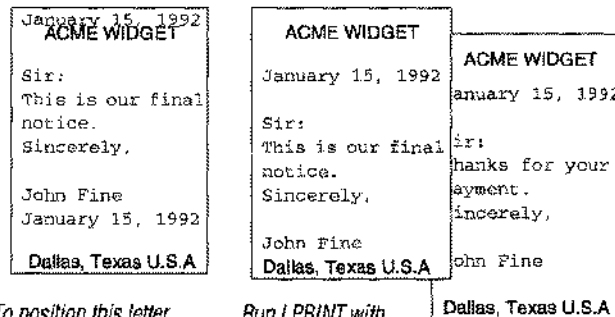 January 15, 1992
ACME WIDGET
Sir:
This is our final
notice.
Sincerely,
John Fine
January 15, 1992
Dallas, Texas U.S.A
To position this letter
ACME WIDGET
January 15, 1992
Sir:
This is our final
notice.
Sincerely,
John Fine
Dallas, Texas U.S.A
Run LPRINT with
ACME WIDGET
anuary 15, 1992
ir:
hanks for your
ayment.
incerely,
ohn Fine
Dallas, Texas U.S.A